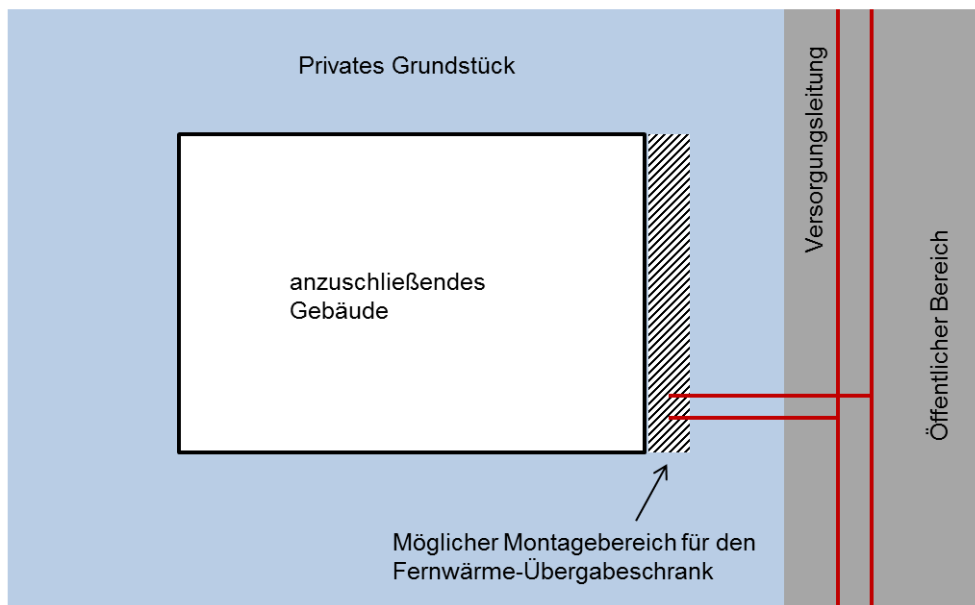 Privates Grundstück
Versorgungsleitung
anzuschließendes
Gebäude
Öffentlicher Bereich
Möglicher Montagebereich für den
Fernwärme-Übergabeschrank